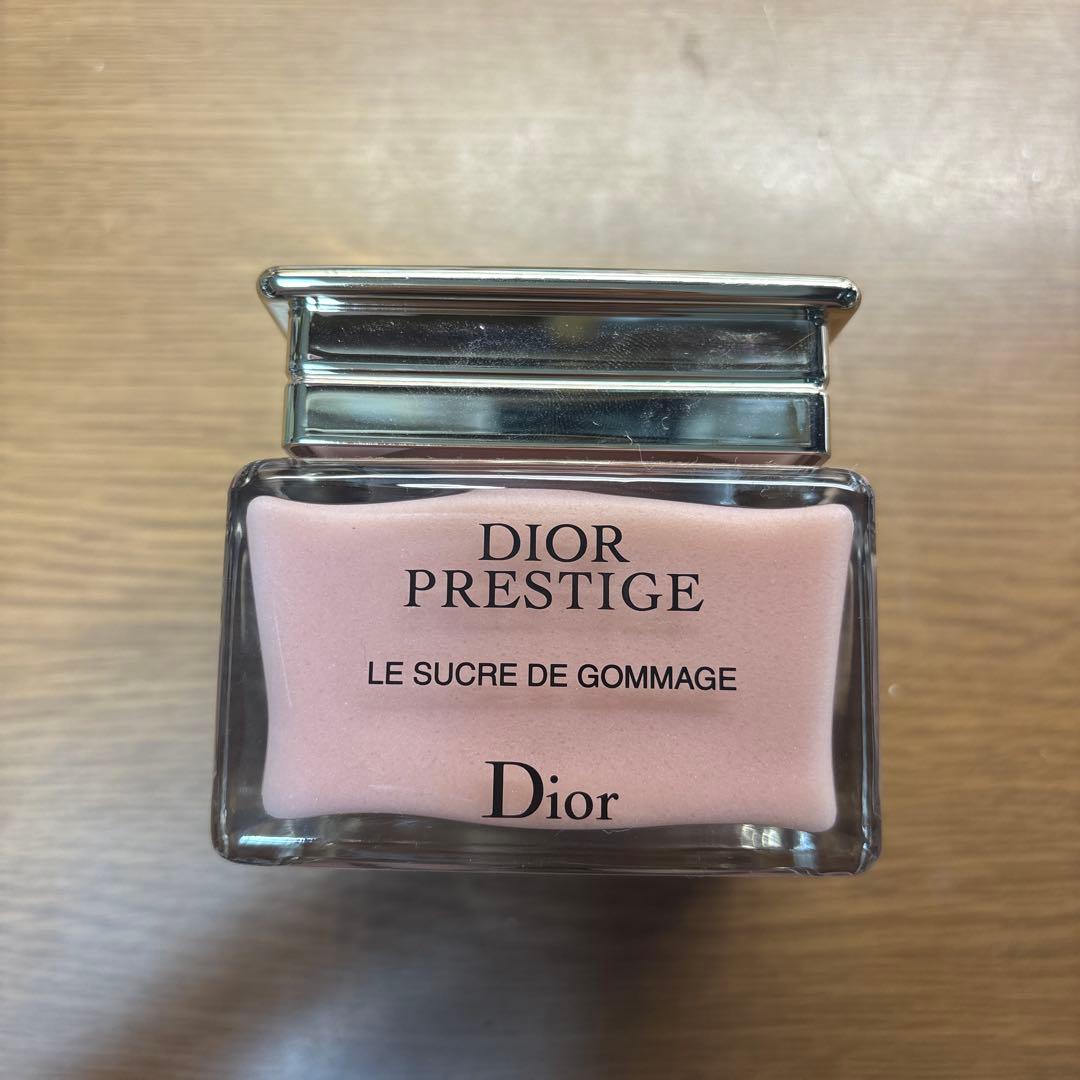 DIOR
PRESTIGE
LE SUCRE DE GOMMAGE
Dior